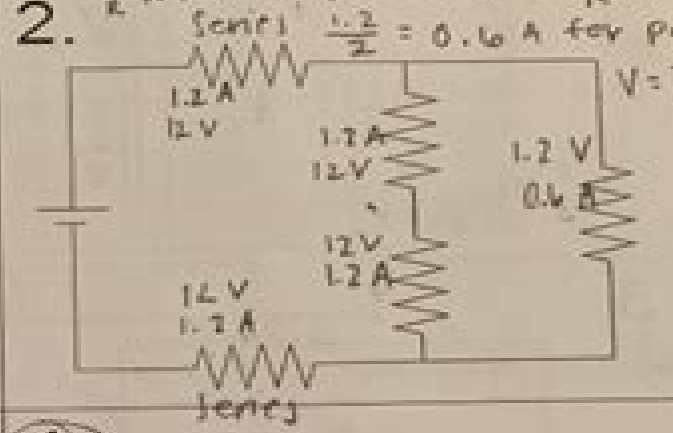 2.
Series 1.2/2 = 0.6 A for
V =
1.2 A
12 V
1.2 A
12 V
1.2 V
0.6 A
12 V
1.2 A
12 V
1.2 A
Series